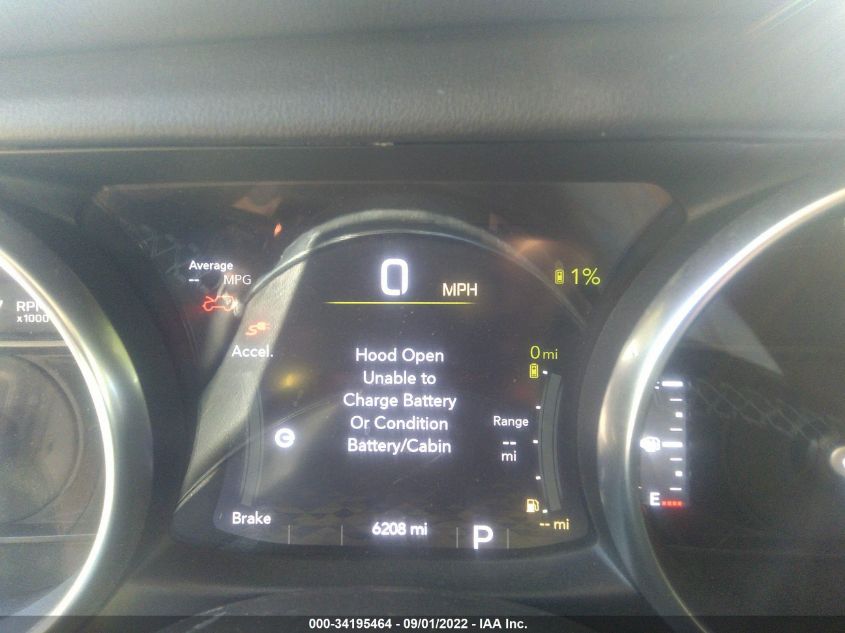 Average
-- MPG
0 MPH
1%
RPM
x1000
Accel.
Hood Open
Unable to
Charge Battery
Or Condition
Battery/Cabin
0 mi
Range
--
mi
E
Brake
6208 mi
P
-- mi
000-34195464 - 09/01/2022 - IAA Inc.